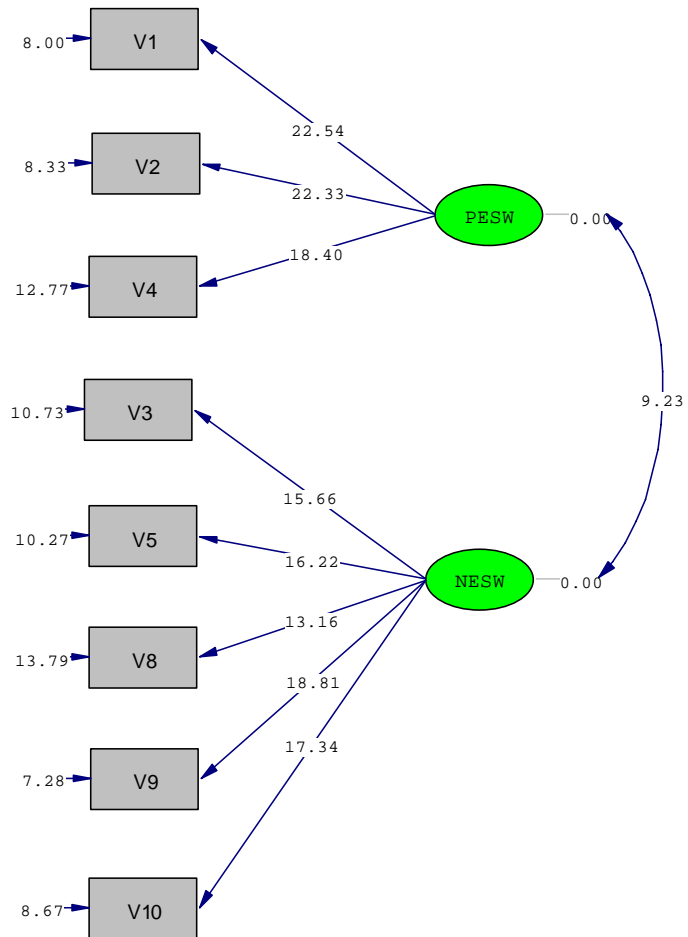 8.00 V1
22.54
8.33 V2
22.33
PESW 0.00
18.40
12.77 V4
9.23
10.73 V3
15.66
10.27 V5
16.22
NESW 0.00
13.16
13.79 V8
18.81
7.28 V9
17.34
8.67 V10